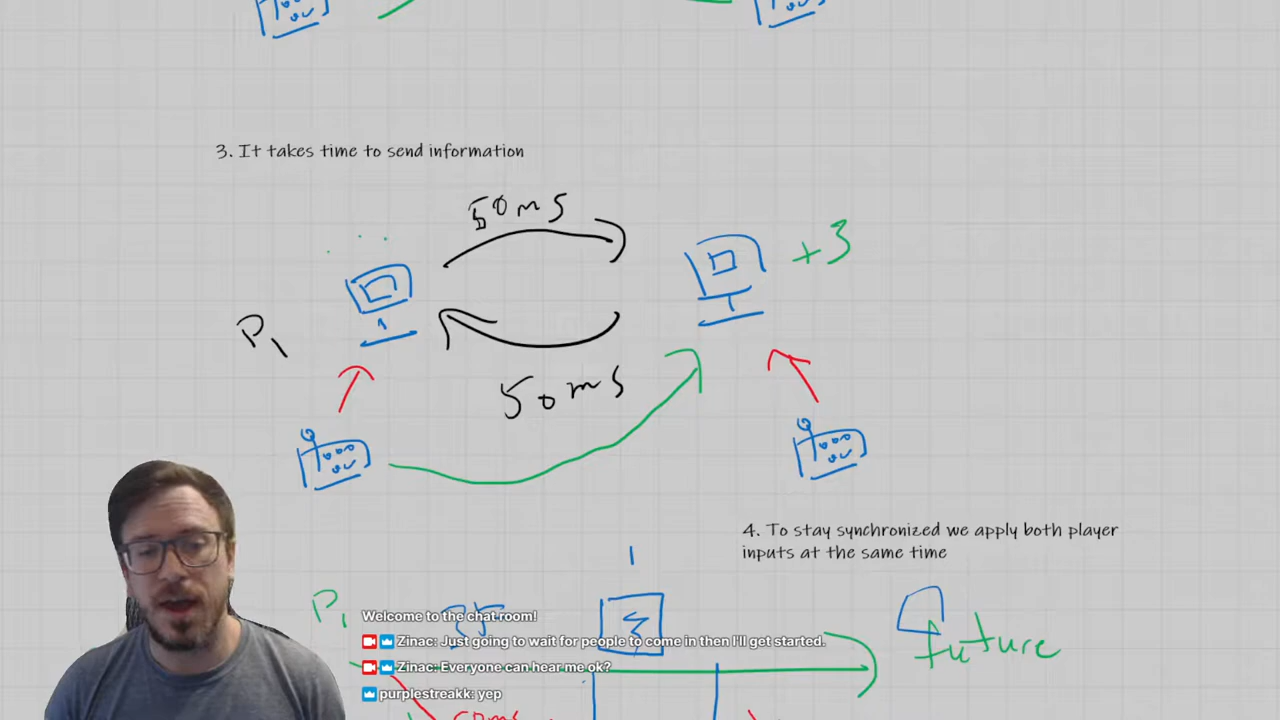 3. It takes time to send information
50ms
+3
P1
50ms
4. To stay synchronized we apply both player
inputs at the same time
1
P1
future
Welcome to the chat room!
Zinac: Just going to wait for people to come in then I'll get started.
Zinac: Everyone can hear me ok?
purplestreakk: yep